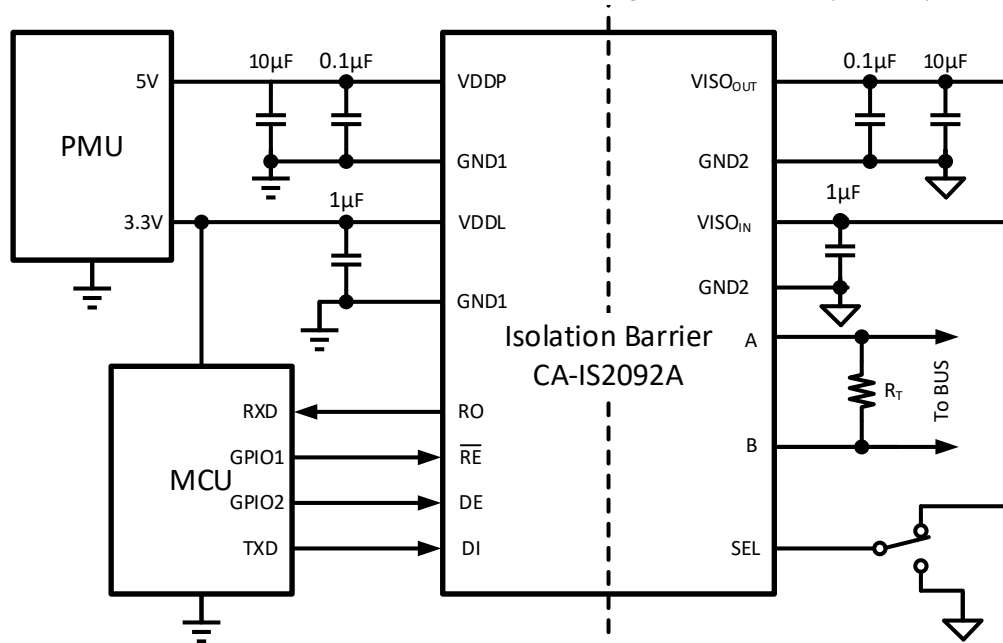 10µF
0.1µF
0.1µF
10µF
5V
VDDP
VISOOUT
PMU
GND1
GND2
1µF
1µF
3.3V
VDDL
VISOIN
GND1
GND2
Isolation Barrier
CA-IS2092A
A
RT
To BUS
B
RXD
RO
GPIO1
RE
MCU
GPIO2
DE
TXD
DI
SEL